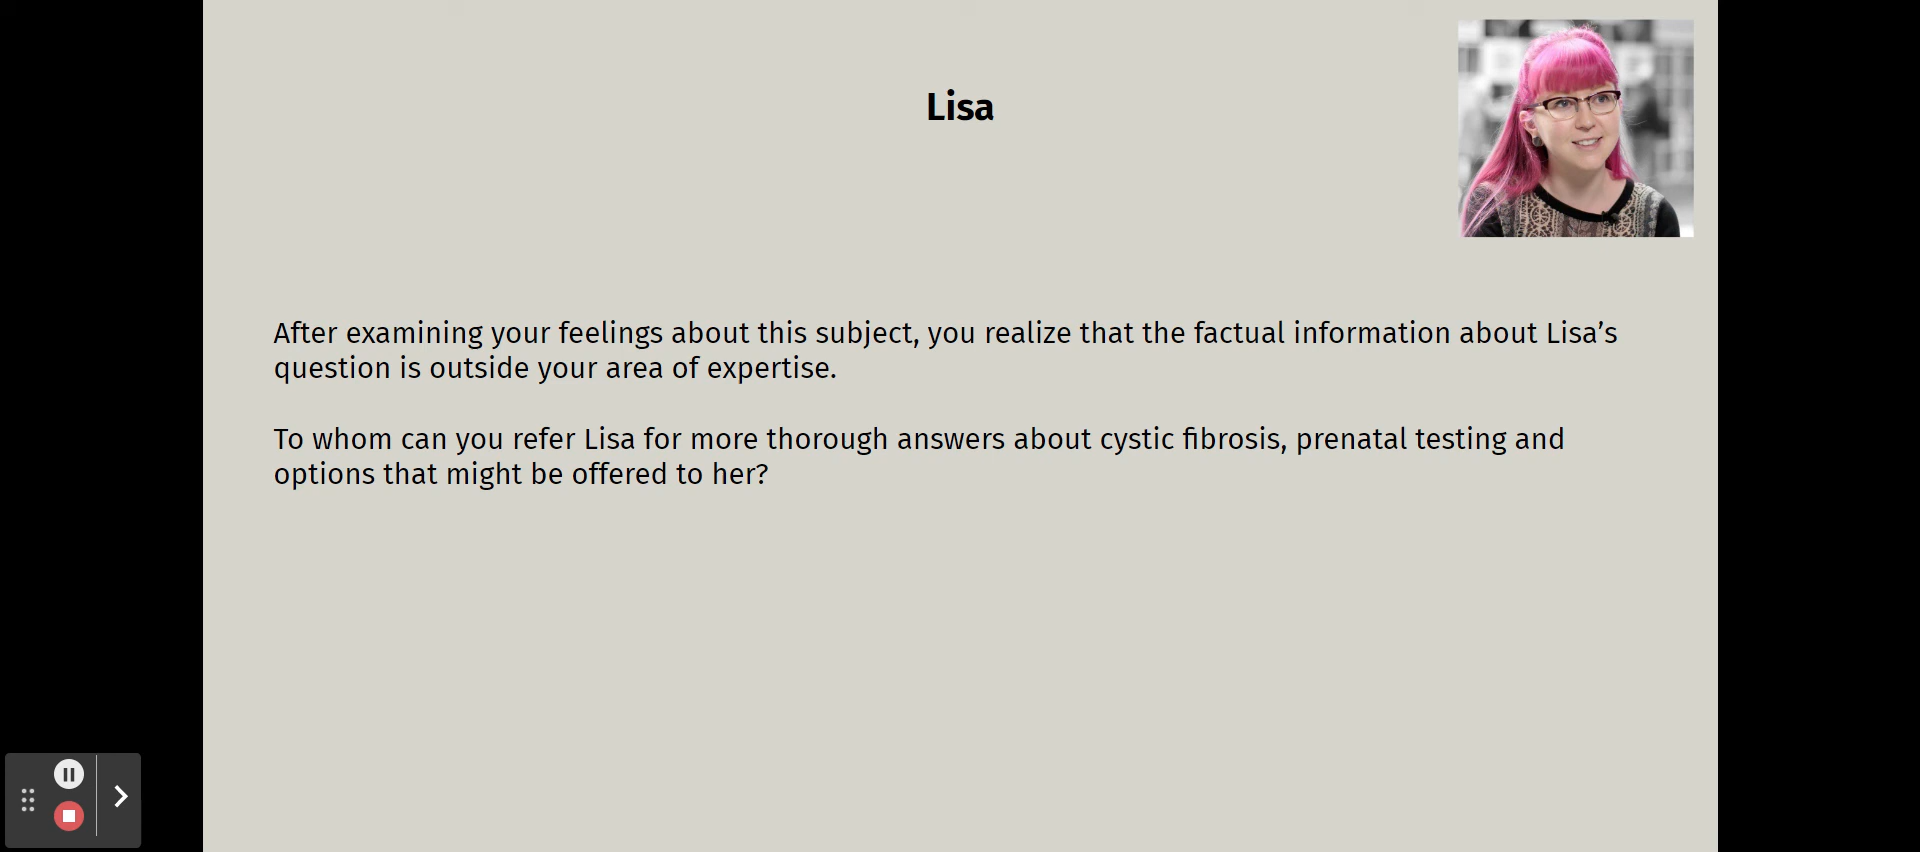 Lisa
After examining your feelings about this subject, you realize that the factual information about Lisa’s
question is outside your area of expertise.
To whom can you refer Lisa for more thorough answers about cystic fibrosis, prenatal testing and
options that might be offered to her?